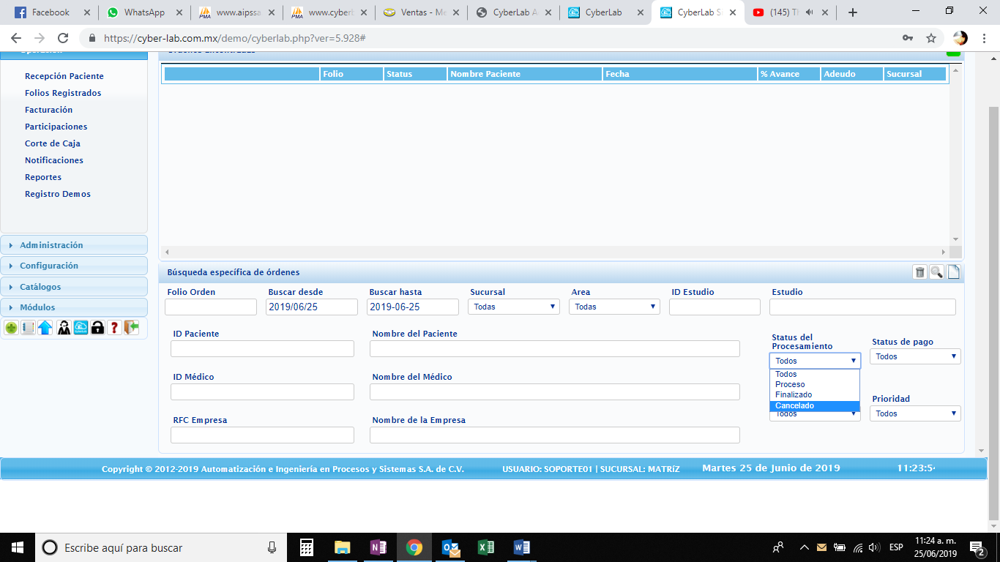 Facebook
WhatsApp
www.aipssa
www.cyberl
Ventas - Me
CyberLab A
CyberLab
CyberLab S
(145) T
https://cyber-lab.com.mx/demo/cyberlab.php?ver=5.928#
Recepción Paciente
Folios Registrados
Facturación
Participaciones
Corte de Caja
Notificaciones
Reportes
Registro Demos
Administración
Configuración
Catálogos
Módulos
Folio Status Nombre Paciente Fecha % Avance Adeudo Sucursal
Búsqueda específica de órdenes
Folio Orden Buscar desde Buscar hasta Sucursal Area ID Estudio Estudio
2019/06/25 2019-06-25 Todas Todas
ID Paciente Nombre del Paciente
Status del
Procesamiento
Status de pago
Todos Todos
Todos
Proceso
Finalizado
Cancelado
Todos
ID Médico Nombre del Médico
Prioridad
Todos
RFC Empresa Nombre de la Empresa
Copyright © 2012-2019 Automatización e Ingeniería en Procesos y Sistemas S.A. de C.V. USUARIO: SOPORTE01 | SUCURSAL: MATRíZ Martes 25 de Junio de 2019 11:23:5
Escribe aquí para buscar
ESP
11:24 a. m.
25/06/2019
2